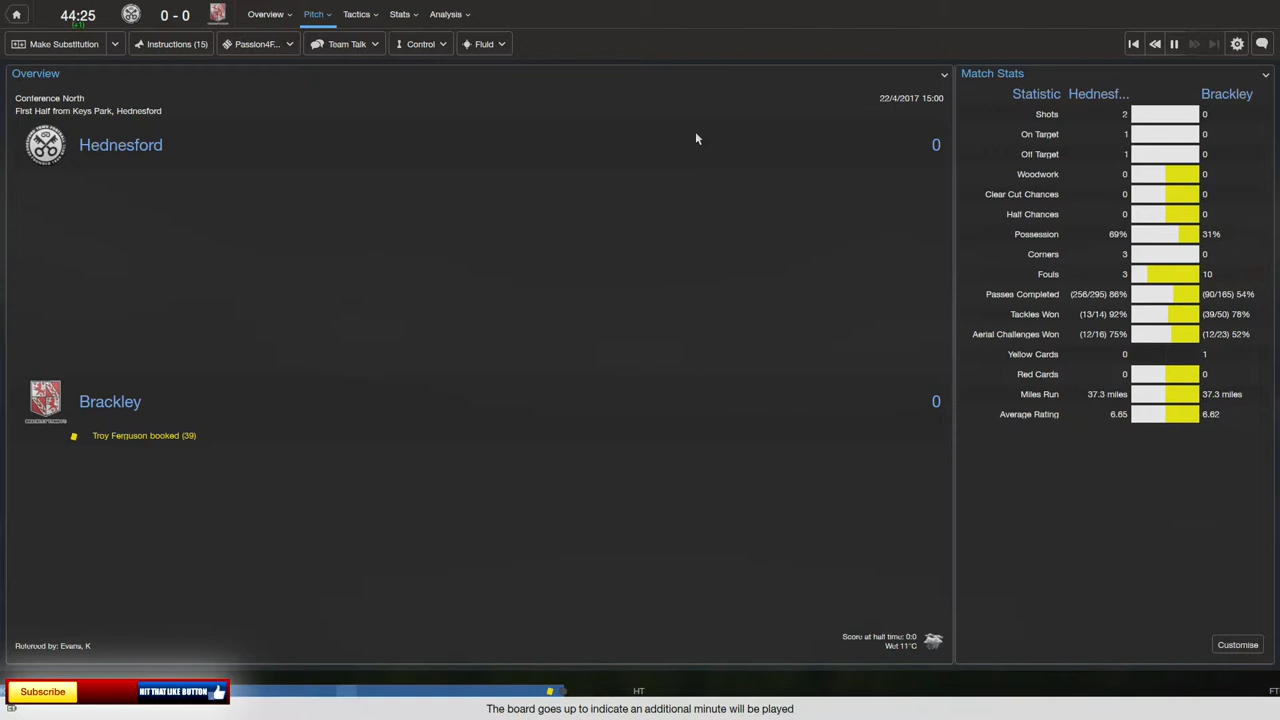 44:25 0 - 0 Overview Pitch Tactics Stats Analysis
(+1)
Make Substitution Instructions (15) Passion4F... Team Talk Control Fluid
Overview
Conference North 22/4/2017 15:00
First Half from Keys Park, Hednesford
Hednesford 0
Brackley 0
Troy Ferguson booked (39)
Score at half time: 0:0
Refereed by: Evans, K Wet 11°C
Match Stats
Statistic Hednesf... Brackley
Shots 2 0
On Target 1 0
Off Target 1 0
Woodwork 0 0
Clear Cut Chances 0 0
Half Chances 0 0
Possession 69% 31%
Corners 3 0
Fouls 3 10
Passes Completed (256/295) 86% (90/165) 54%
Tackles Won (13/14) 92% (39/50) 78%
Aerial Challenges Won (12/16) 75% (12/23) 52%
Yellow Cards 0 1
Red Cards 0 0
Miles Run 37.3 miles 37.3 miles
Average Rating 6.65 6.62
Customise
Subscribe HIT THAT LIKE BUTTON HT FT
The board goes up to indicate an additional minute will be played